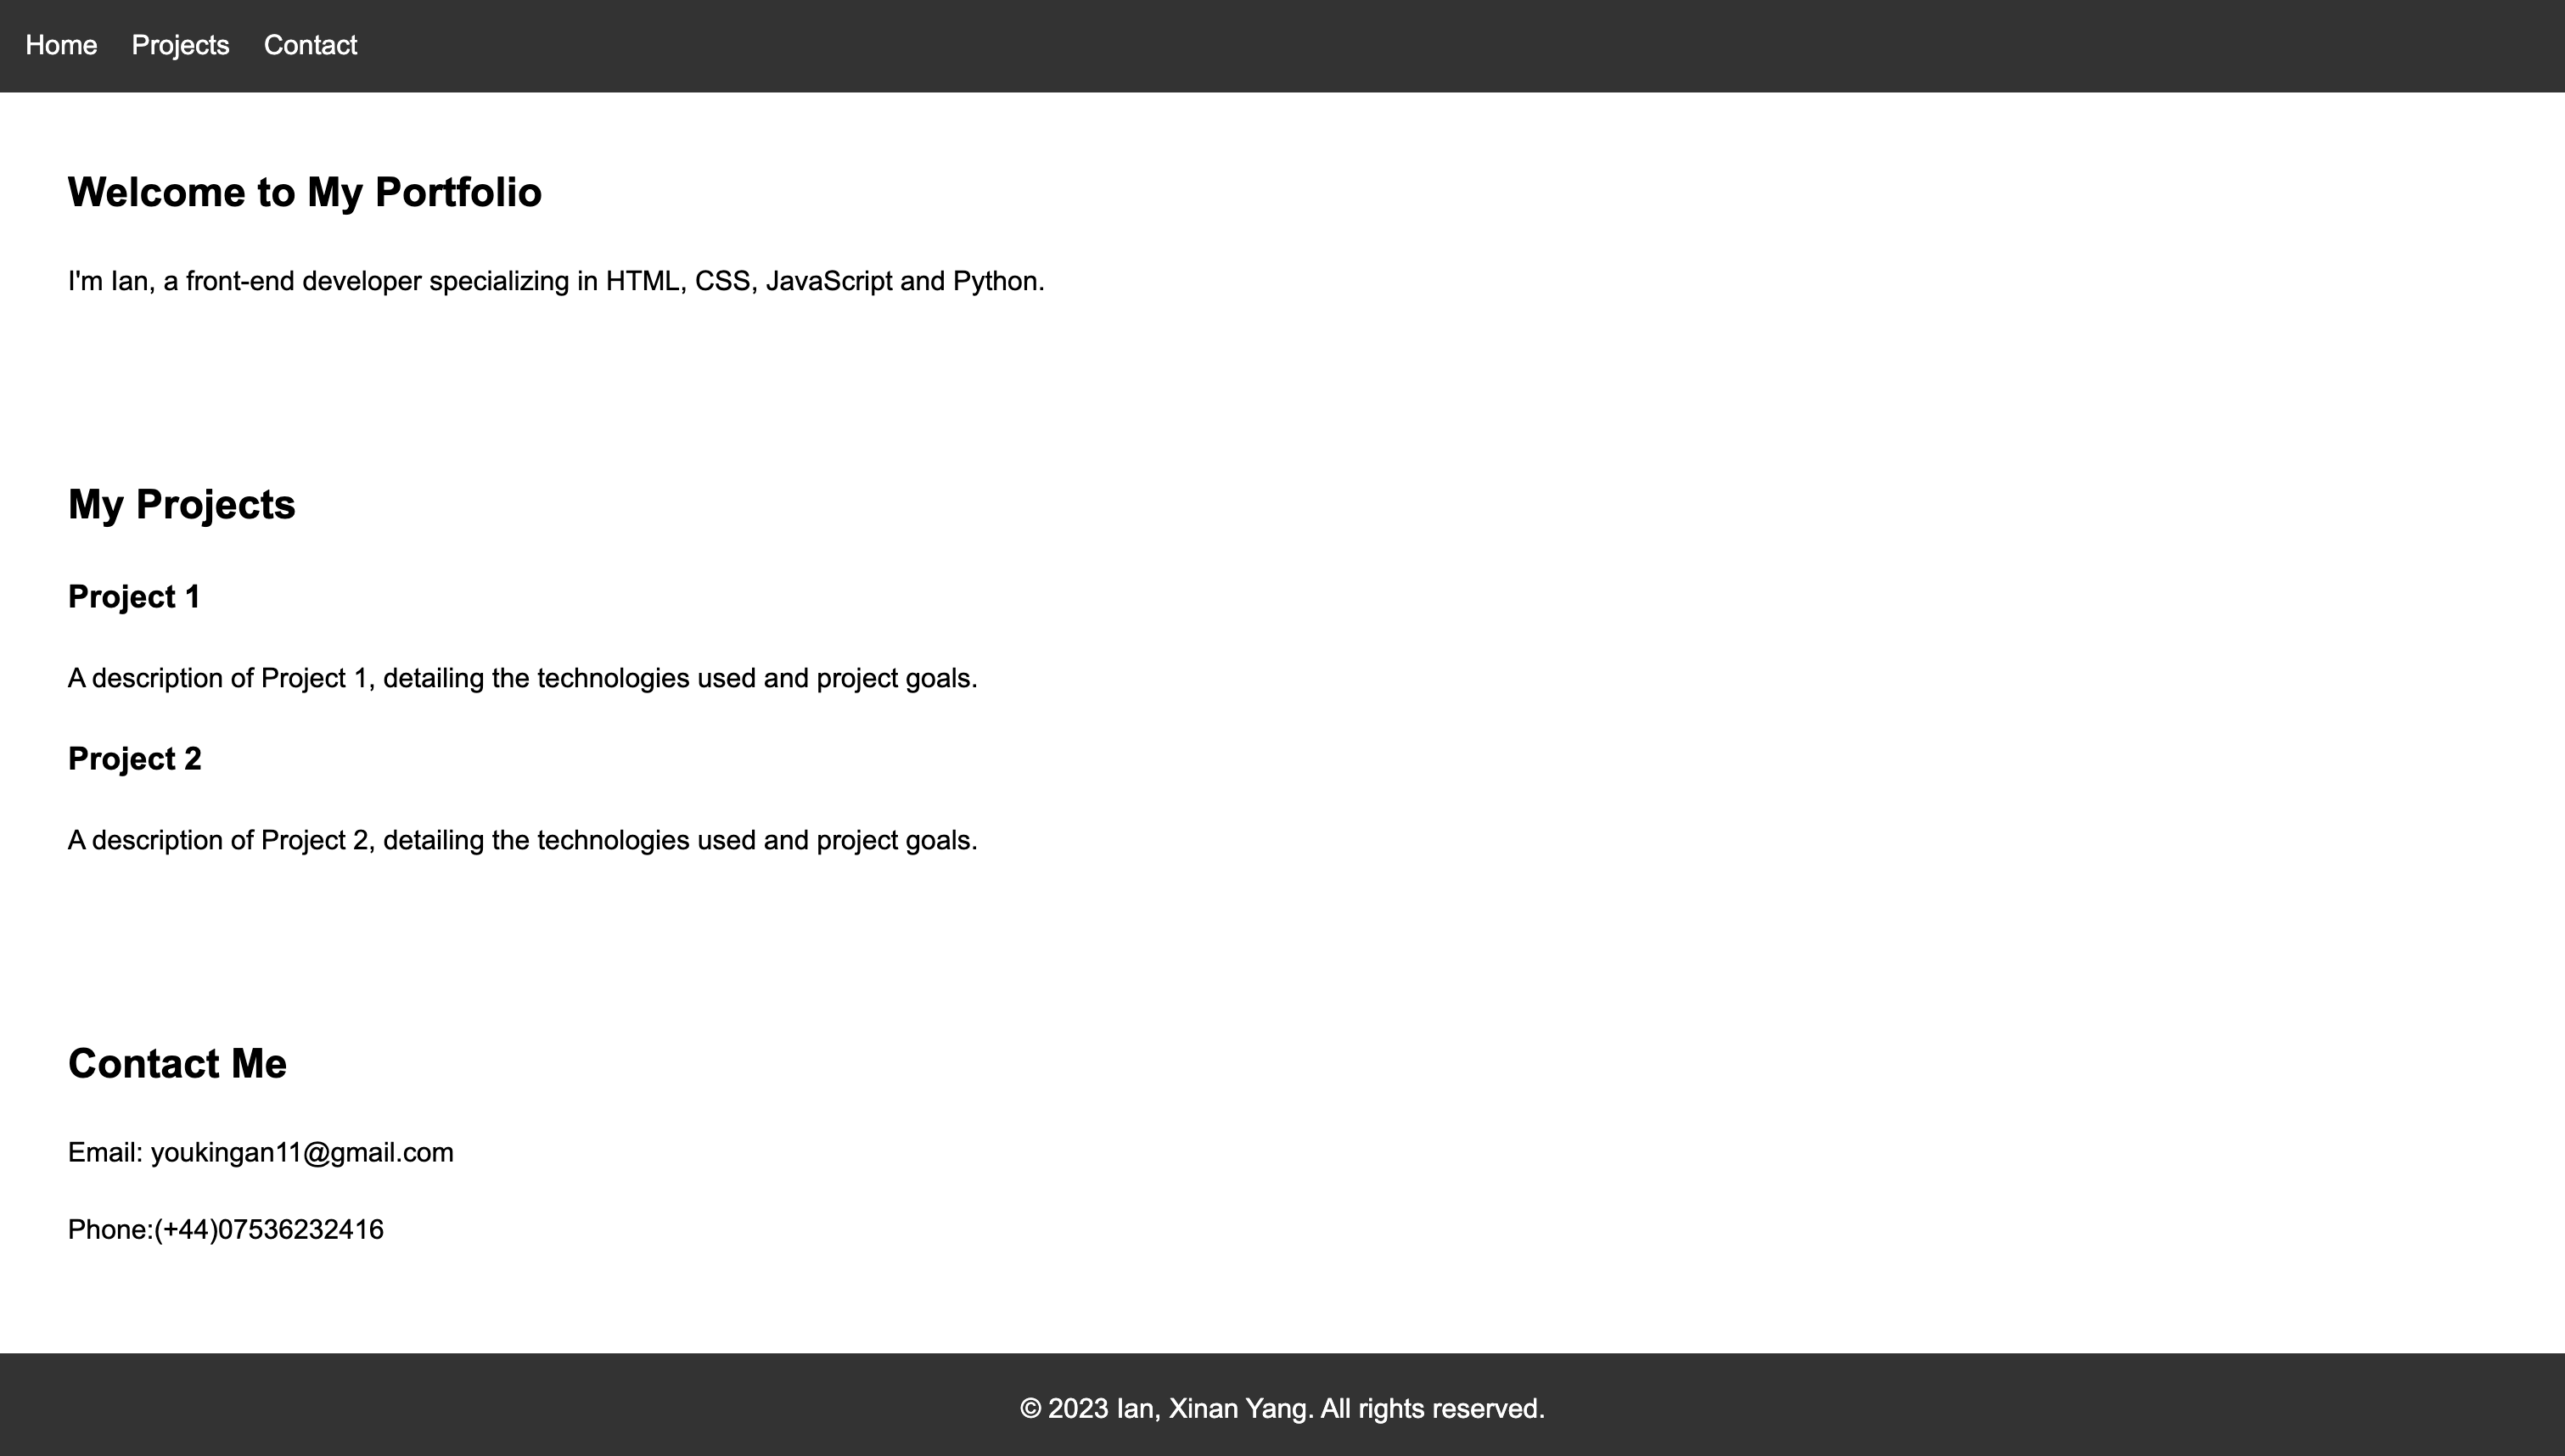 Home Projects Contact
Welcome to My Portfolio
I'm Ian, a front-end developer specializing in HTML, CSS, JavaScript and Python.
My Projects
Project 1
A description of Project 1, detailing the technologies used and project goals.
Project 2
A description of Project 2, detailing the technologies used and project goals.
Contact Me
Email: youkingan11@gmail.com
Phone:(+44)07536232416
© 2023 Ian, Xinan Yang. All rights reserved.